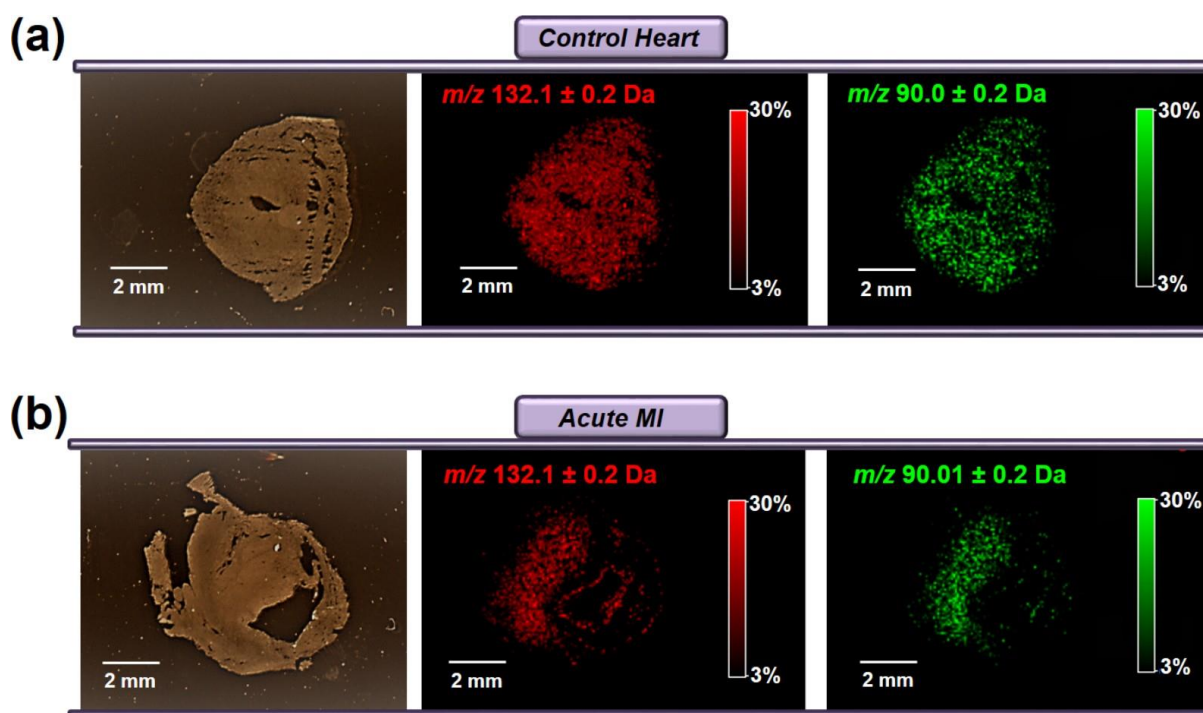 (a)
Control Heart
m/z 132.1 ± 0.2 Da
30%
3%
2 mm
m/z 90.0 ± 0.2 Da
30%
3%
2 mm
2 mm
(b)
Acute MI
m/z 132.1 ± 0.2 Da
30%
3%
2 mm
m/z 90.01 ± 0.2 Da
30%
3%
2 mm
2 mm